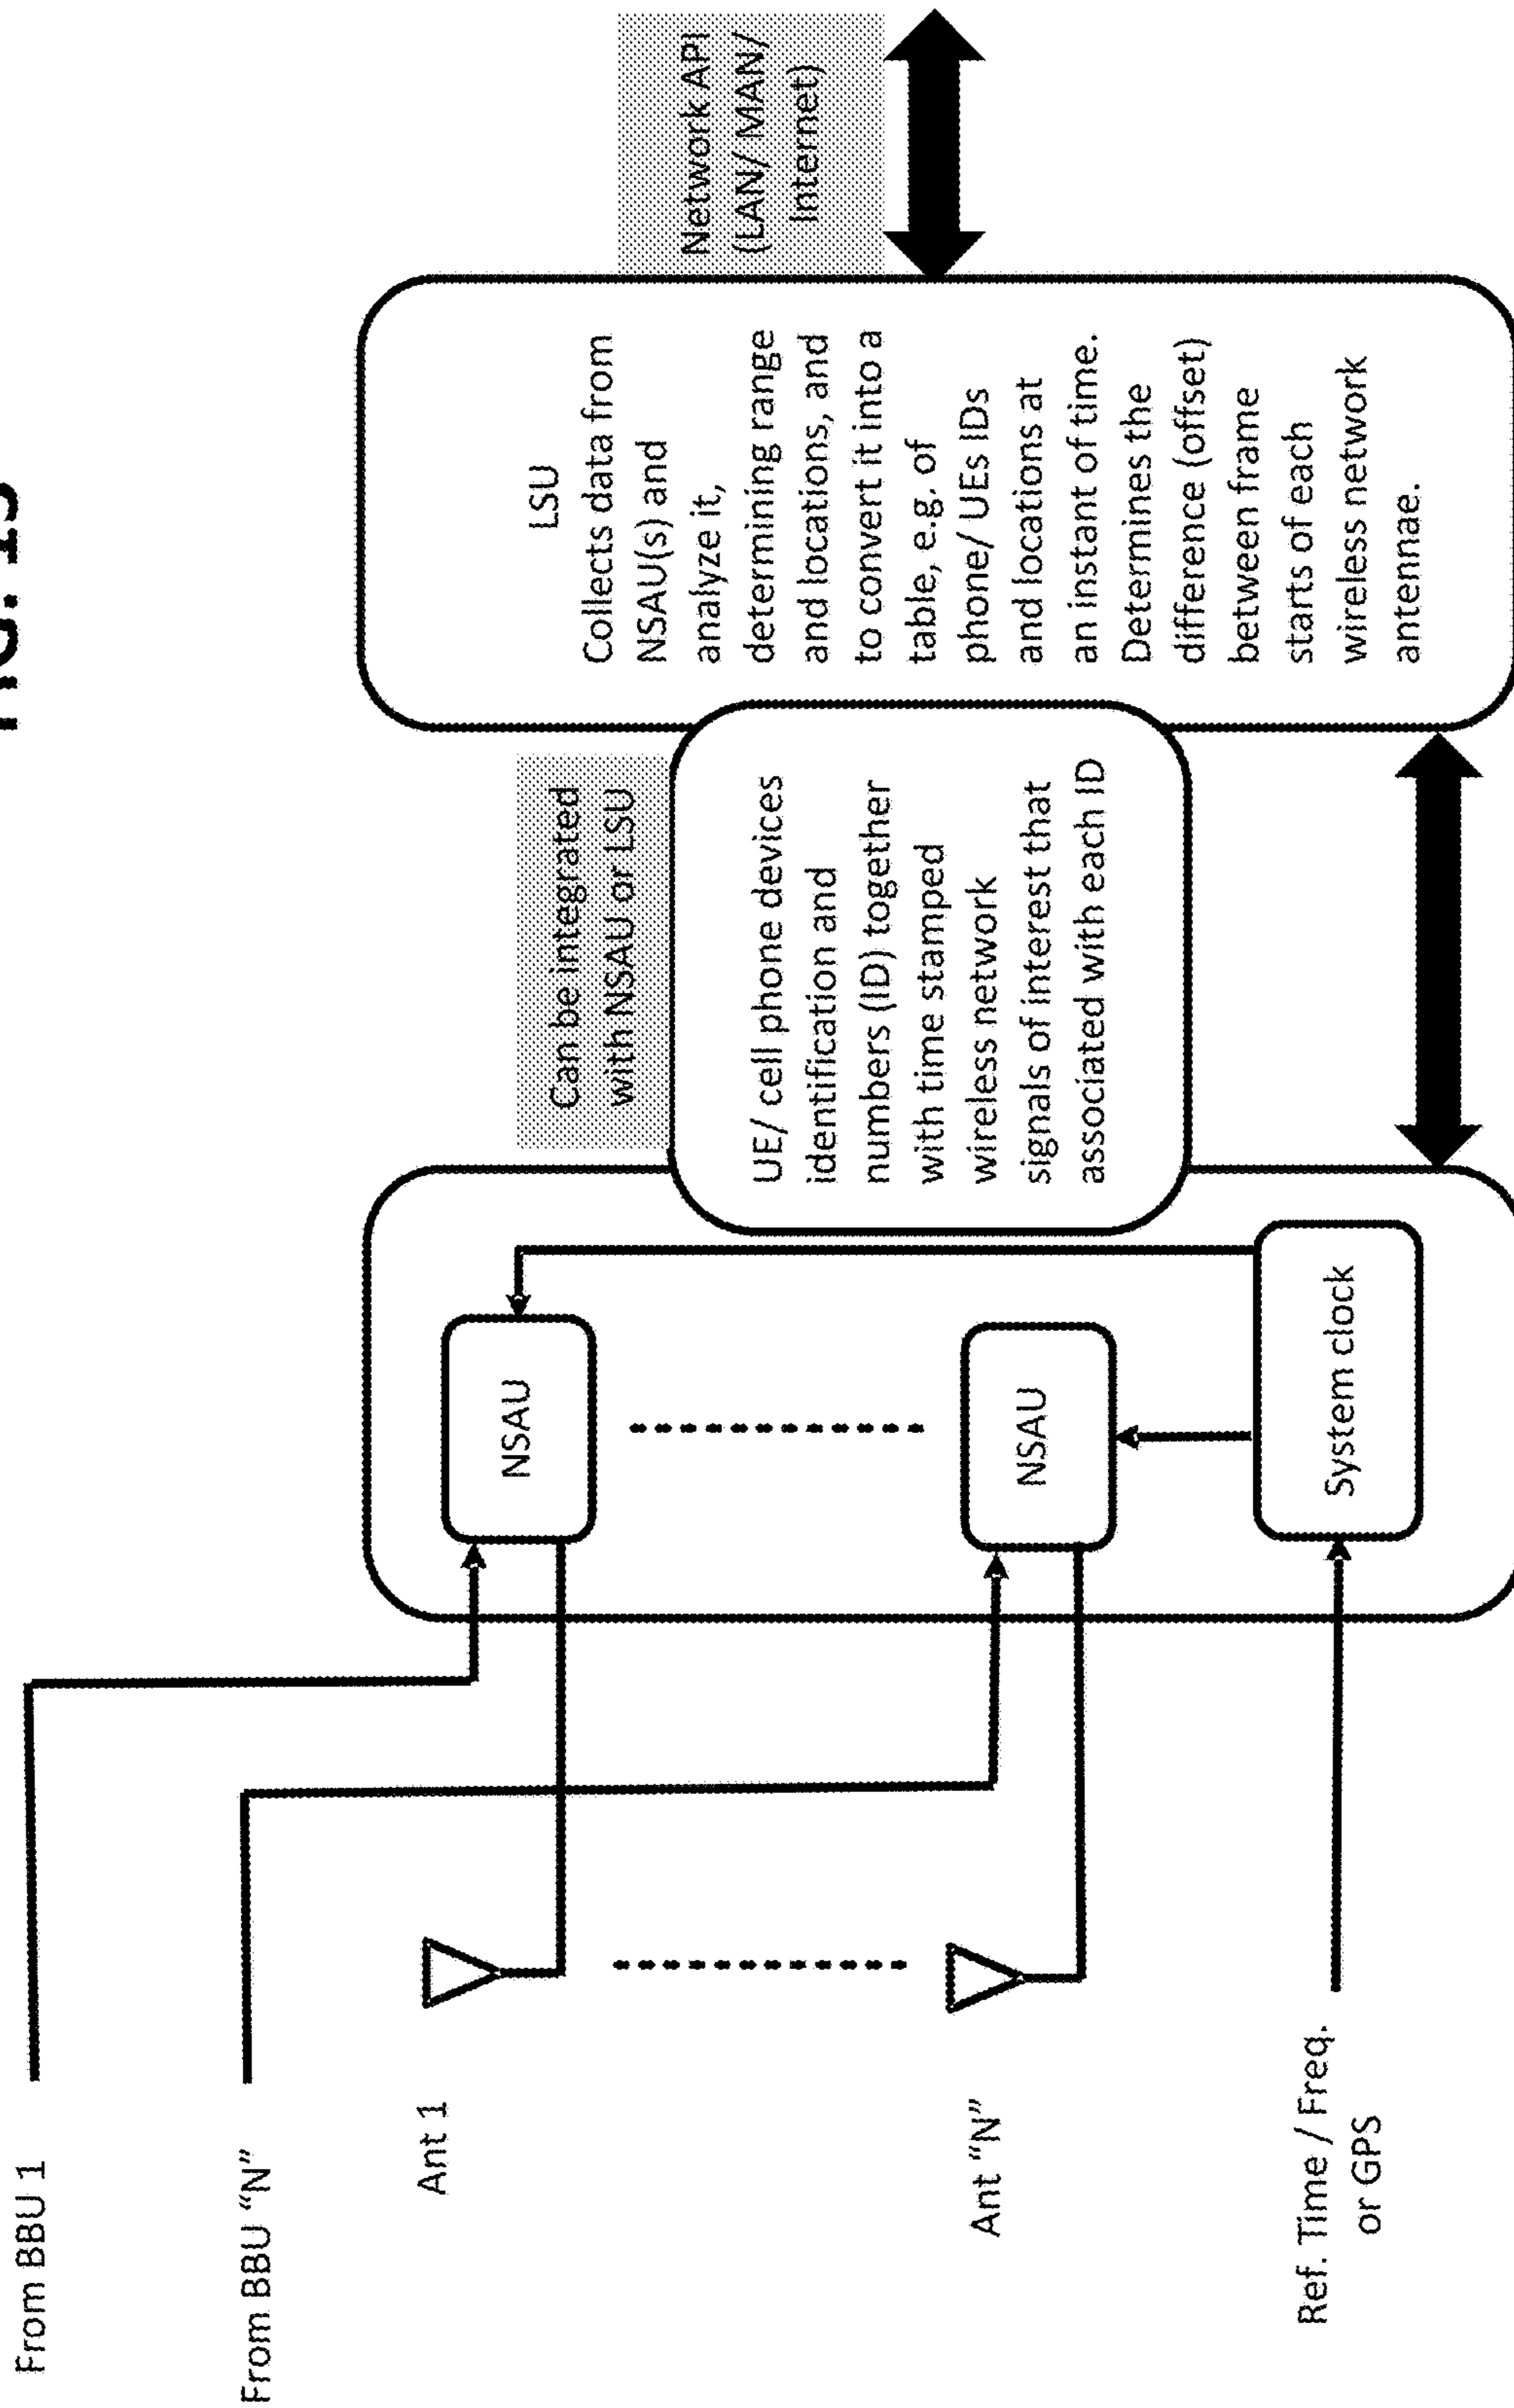 FIG. 15
From BBU 1
From BBU “N”
Ant 1
Ant “N”
Ref. Time / Freq.
or GPS
NSAU
NSAU
System clock
Can be integrated
with NSAU or LSU
UE/ cell phone devices
identification and
numbers (ID) together
with time stamped
wireless network
signals of interest that
associated with each ID
LSU
Collects data from
NSAU(s) and
analyze it,
determining range
and locations, and
to convert it into a
table, e.g. of
phone/ UEs IDs
and locations at
an instant of time.
Determines the
difference (offset)
between frame
starts of each
wireless network
antennae.
Network API
(LAN/ MAN/
Internet)